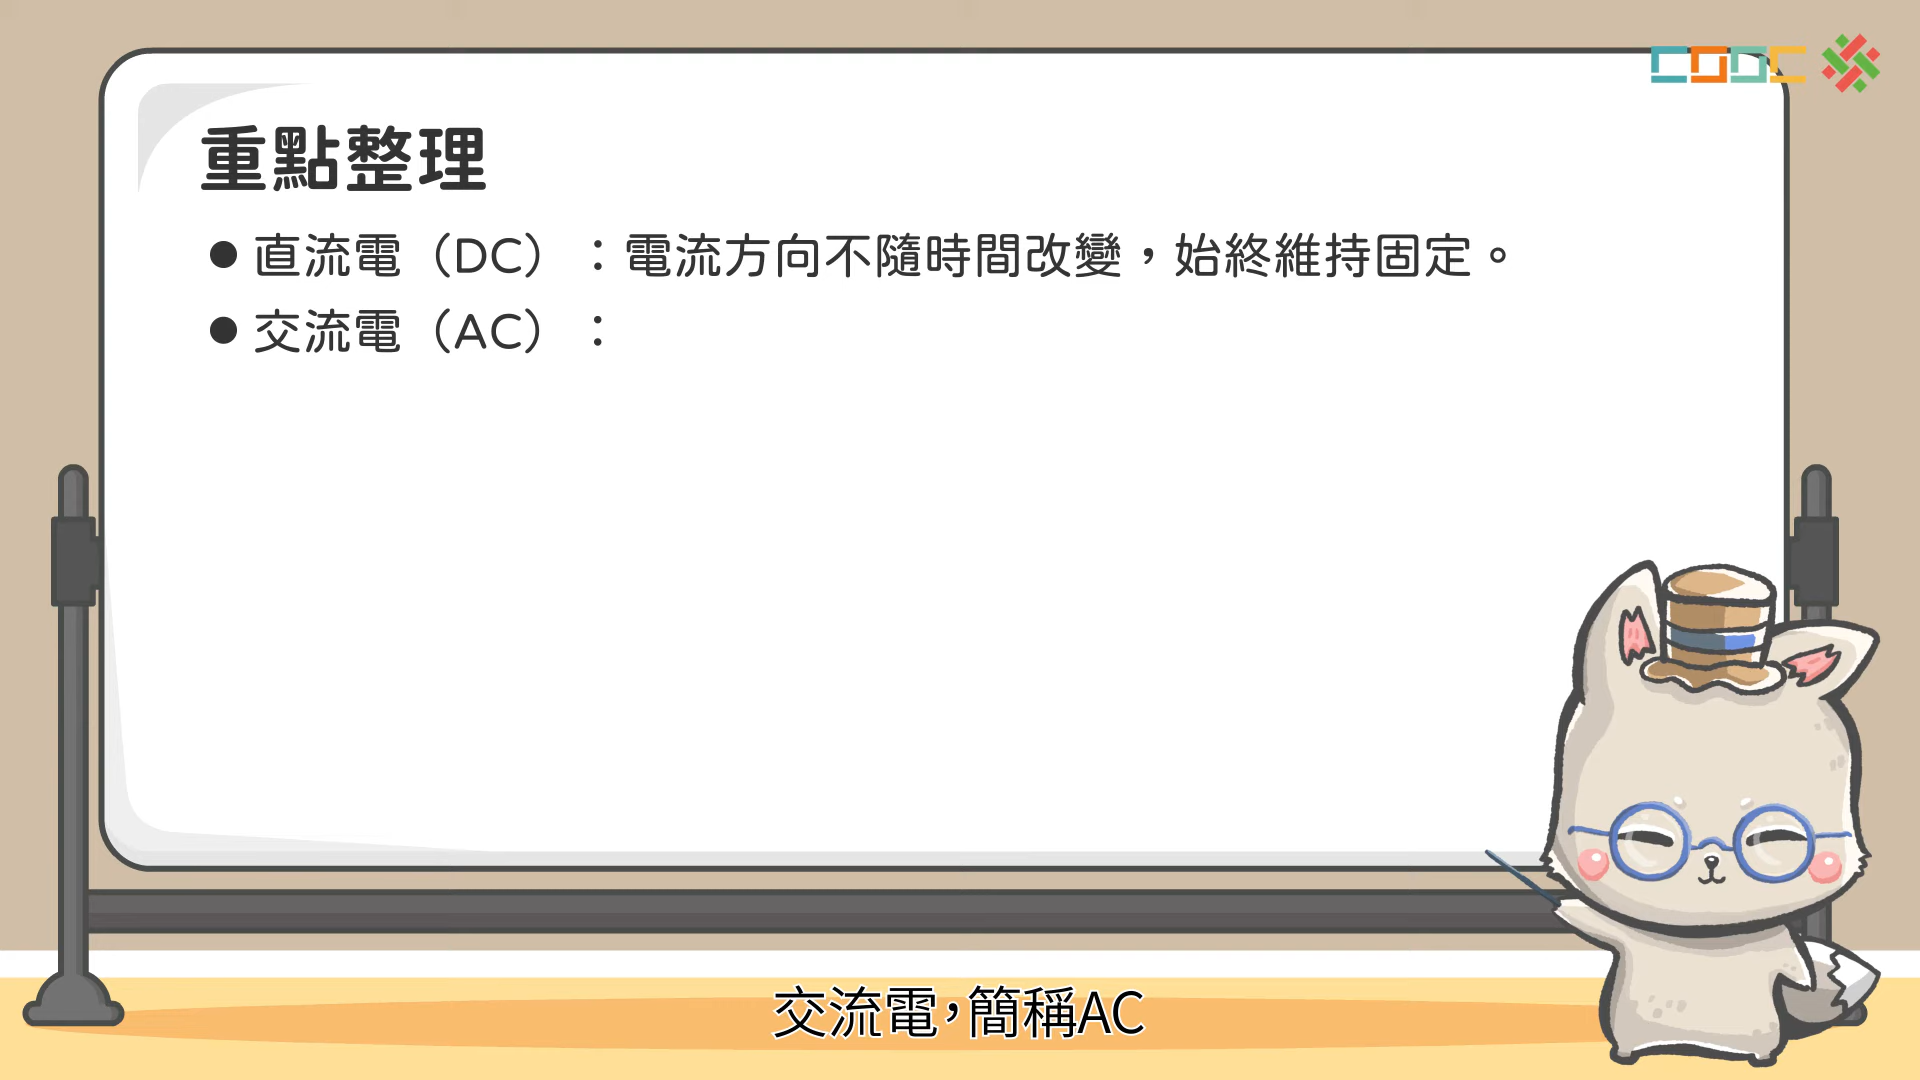 COOC
重點整理
● 直流電（DC）：電流方向不隨時間改變，始終維持固定。
● 交流電（AC）：
交流電，簡稱AC